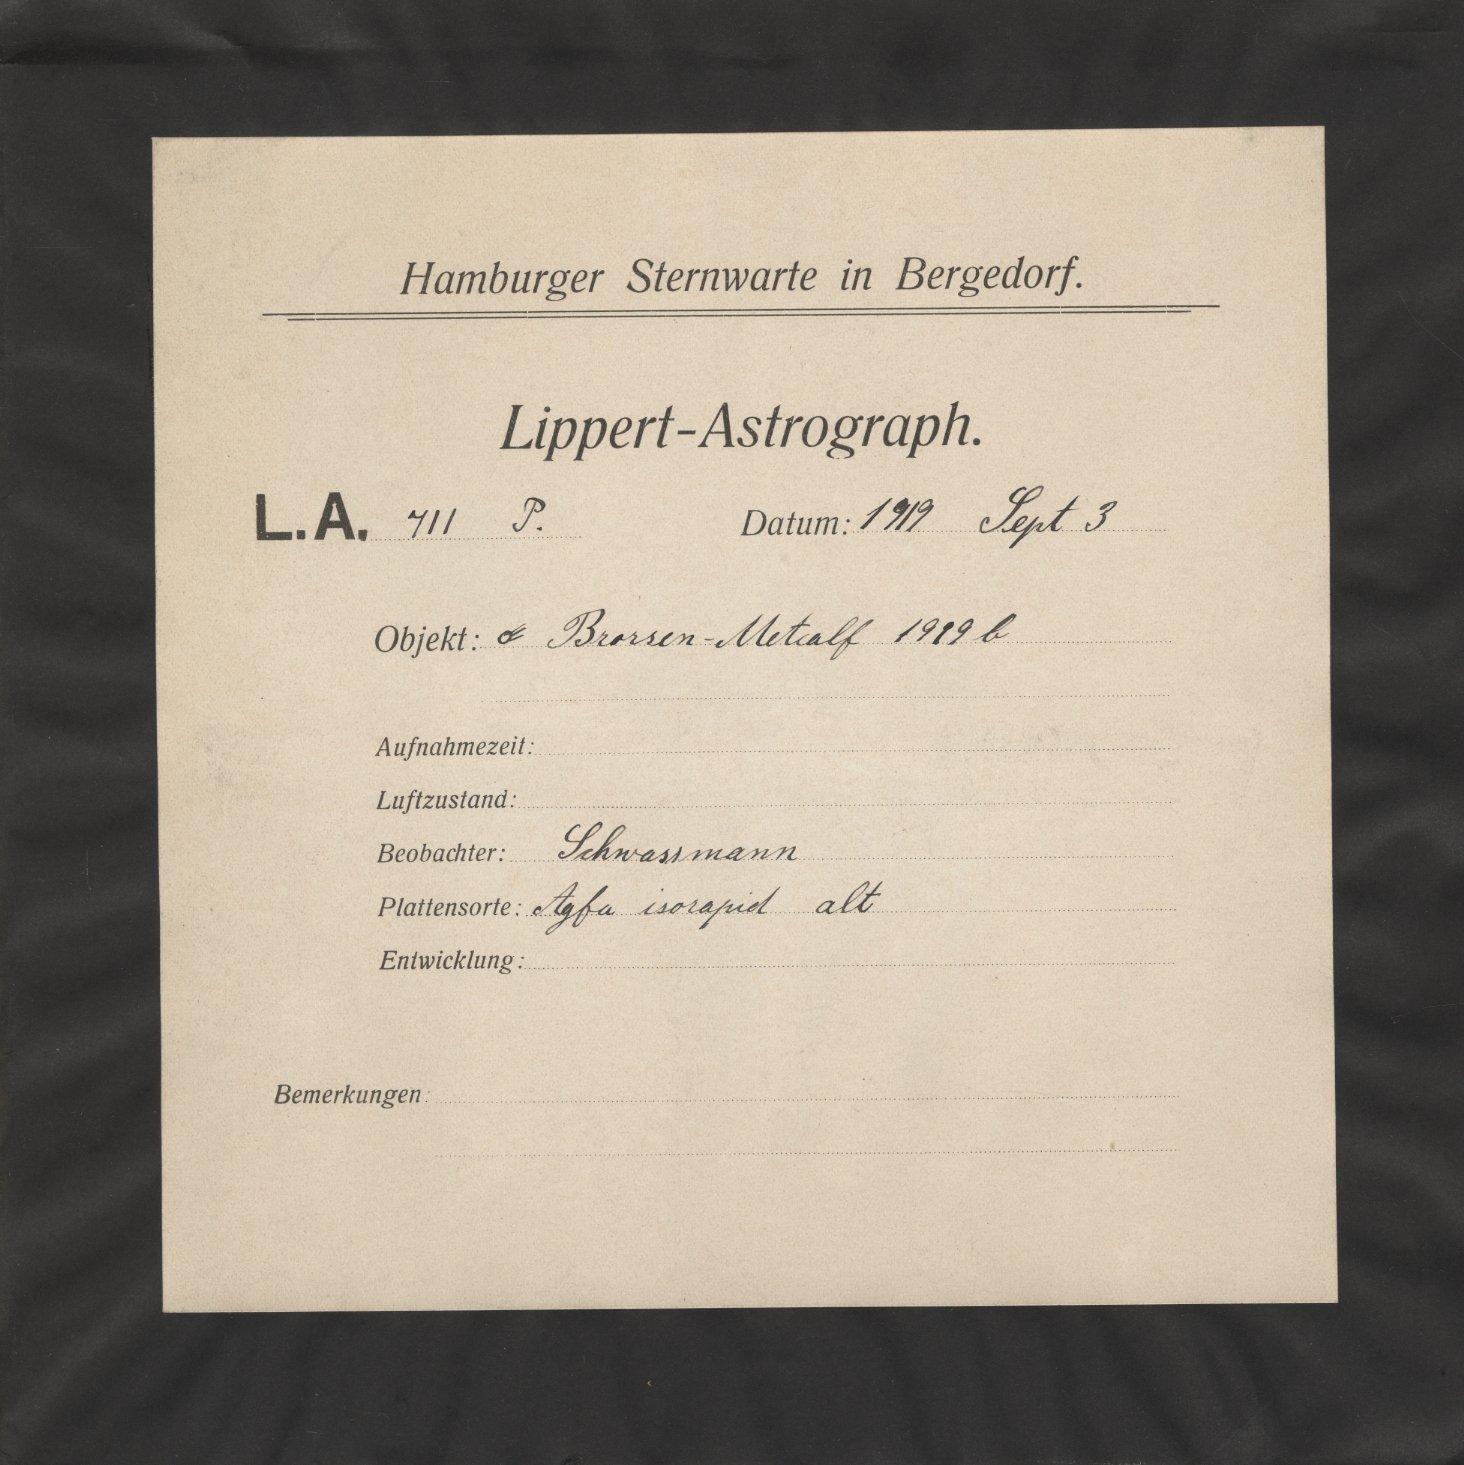 Hamburger Sternwarte in Bergedorf.
Lippert-Astrograph.
L.A. 711 P. Datum: 1919 Sept 3
Objekt: ☄ Brorsen-Metcalf 1919 b
Aufnahmezeit:
Luftzustand:
Beobachter: Schwassmann
Plattensorte: Agfa isorapid alt
Entwicklung:
Bemerkungen: